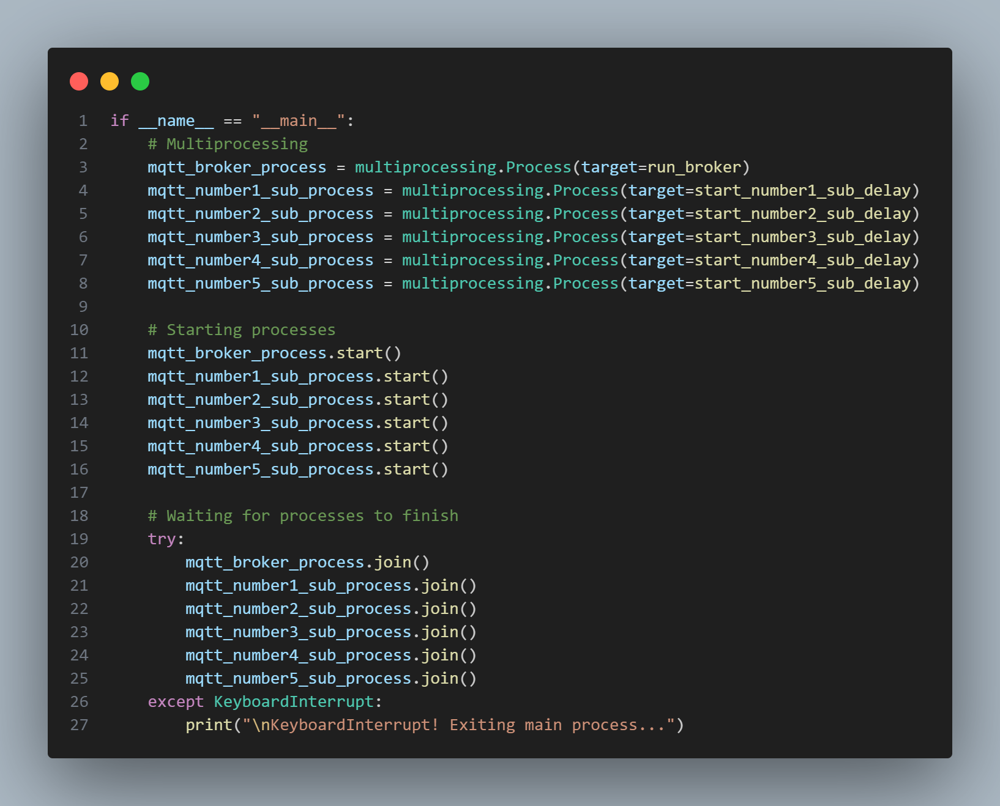 1 if __name__ == "__main__":
2     # Multiprocessing
3     mqtt_broker_process = multiprocessing.Process(target=run_broker)
4     mqtt_number1_sub_process = multiprocessing.Process(target=start_number1_sub_delay)
5     mqtt_number2_sub_process = multiprocessing.Process(target=start_number2_sub_delay)
6     mqtt_number3_sub_process = multiprocessing.Process(target=start_number3_sub_delay)
7     mqtt_number4_sub_process = multiprocessing.Process(target=start_number4_sub_delay)
8     mqtt_number5_sub_process = multiprocessing.Process(target=start_number5_sub_delay)
9
10     # Starting processes
11     mqtt_broker_process.start()
12     mqtt_number1_sub_process.start()
13     mqtt_number2_sub_process.start()
14     mqtt_number3_sub_process.start()
15     mqtt_number4_sub_process.start()
16     mqtt_number5_sub_process.start()
17
18     # Waiting for processes to finish
19     try:
20         mqtt_broker_process.join()
21         mqtt_number1_sub_process.join()
22         mqtt_number2_sub_process.join()
23         mqtt_number3_sub_process.join()
24         mqtt_number4_sub_process.join()
25         mqtt_number5_sub_process.join()
26     except KeyboardInterrupt:
27         print("\nKeyboardInterrupt! Exiting main process...")